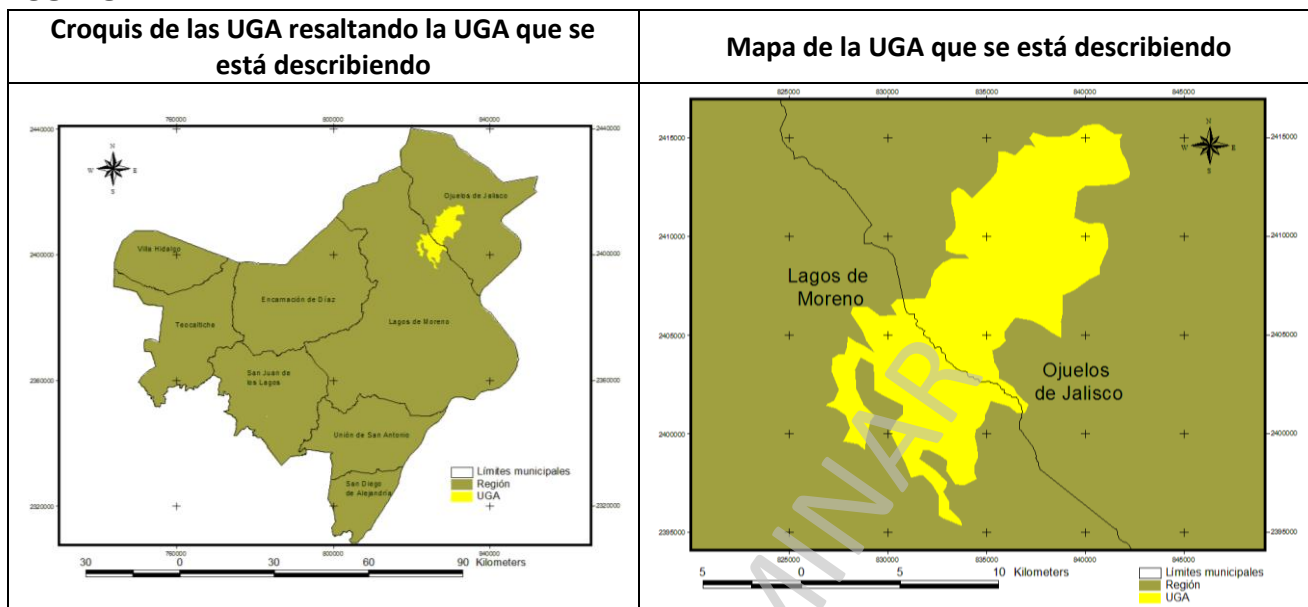 Croquis de las UGA resaltando la UGA que se
está describiendo
Mapa de la UGA que se está describiendo
760000
800000
840000
2440000
2440000
N
W
E
S
Ojuelos de Jalisco
Villa Hidalgo
2400000
2400000
Encarnación de Díaz
Lagos de Moreno
Teocaltiche
San Juan de
los Lagos
2360000
2360000
Unión de San Antonio
San Diego
de Alejandría
Límites municipales
Región
UGA
2320000
2320000
760000
800000
840000
30
0
30
60
90 Kilometers
825000
830000
835000
840000
845000
2415000
2415000
N
W
E
S
2410000
2410000
Lagos de
Moreno
2405000
2405000
Ojuelos
de Jalisco
2400000
2400000
2395000
2395000
825000
830000
835000
840000
845000
5
0
5
10 Kilometers
Límites municipales
Región
UGA
MINAR